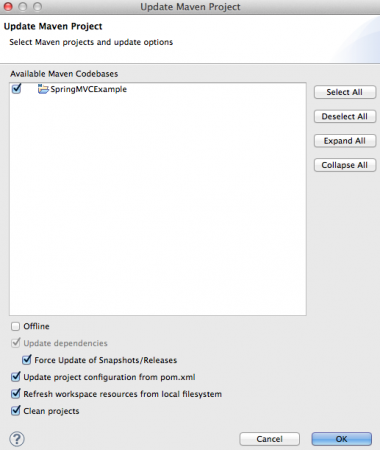 Update Maven Project
Update Maven Project
Select Maven projects and update options
Available Maven Codebases
SpringMVCExample
Select All
Deselect All
Expand All
Collapse All
Offline
Update dependencies
Force Update of Snapshots/Releases
Update project configuration from pom.xml
Refresh workspace resources from local filesystem
Clean projects
?
Cancel
OK